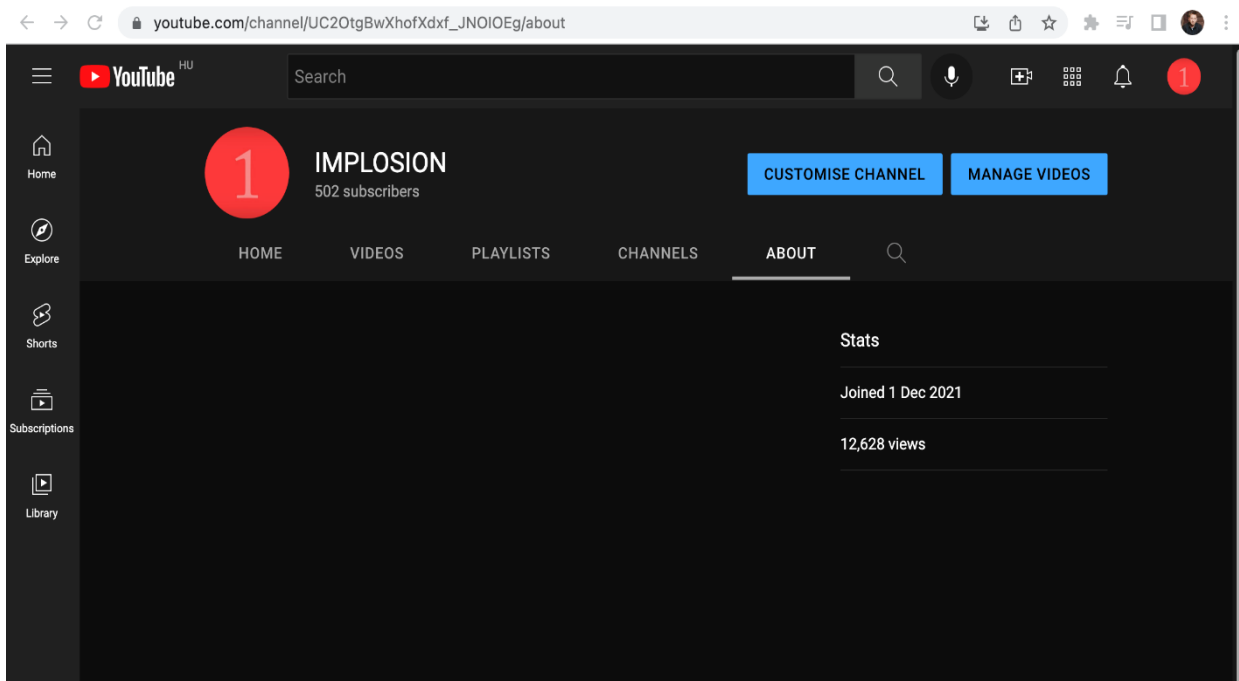 youtube.com/channel/UC2OtgBwXhofXdxf_JNOIOEg/about
YouTube HU
Search
1
Home
Explore
Shorts
Subscriptions
Library
1
IMPLOSION
502 subscribers
CUSTOMISE CHANNEL
MANAGE VIDEOS
HOME VIDEOS PLAYLISTS CHANNELS ABOUT
Stats
Joined 1 Dec 2021
12,628 views